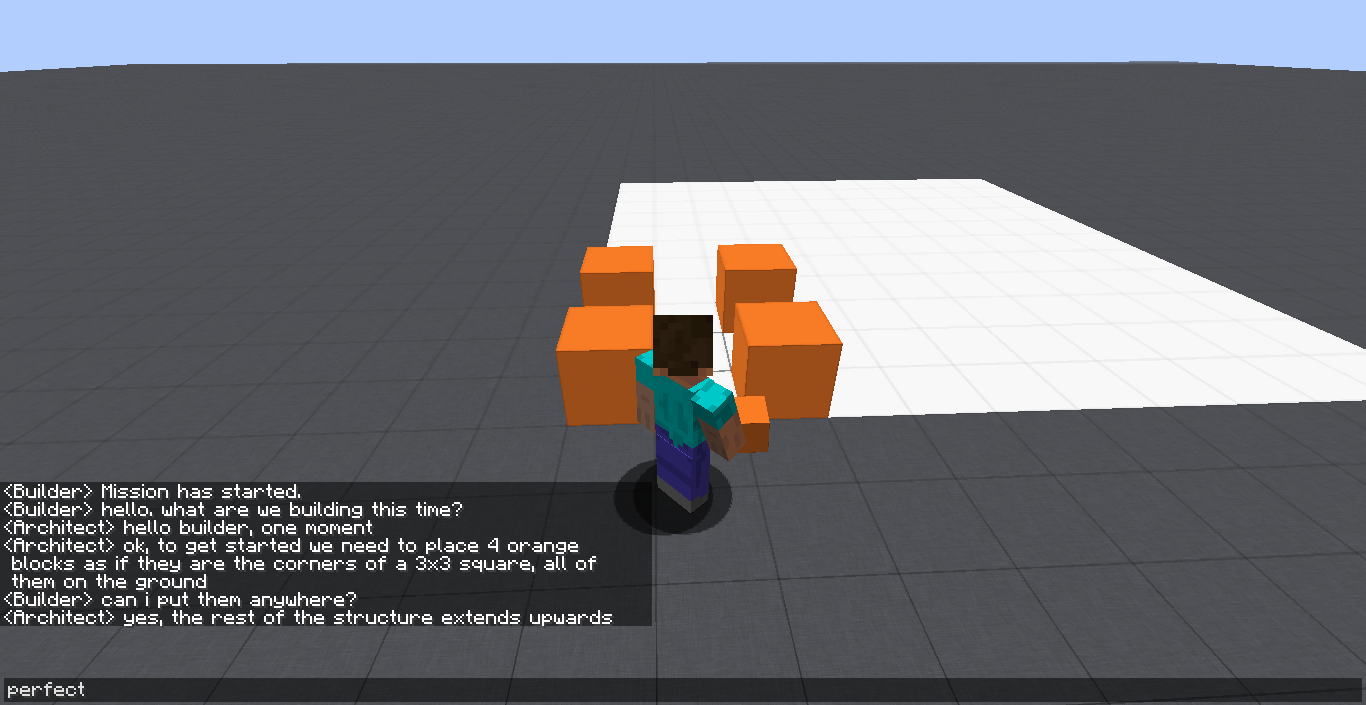 <Builder> Mission has started.
<Builder> hello. what are we building this time?
<Architect> hello builder, one moment
<Architect> ok, to get started we need to place 4 orange
blocks as if they are the corners of a 3x3 square, all of
them on the ground
<Builder> can i put them anywhere?
<Architect> yes, the rest of the structure extends upwards
perfect